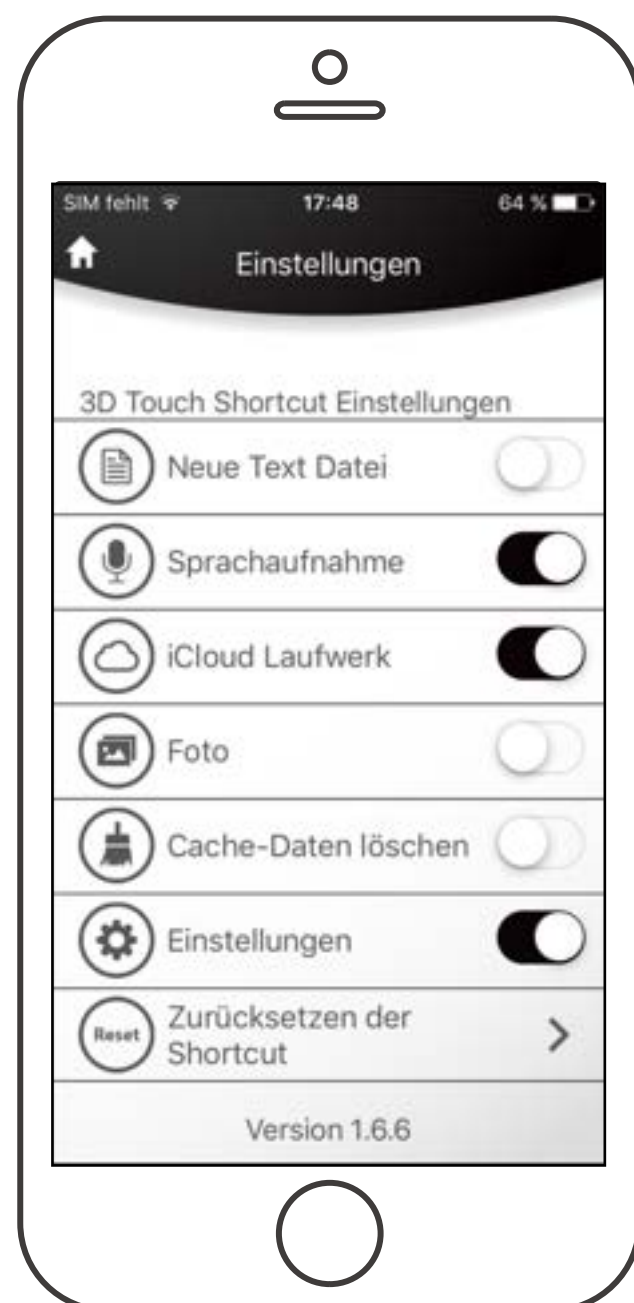 SIM fehlt 17:48 64 %
Einstellungen
3D Touch Shortcut Einstellungen
Neue Text Datei
Sprachaufnahme
iCloud Laufwerk
Foto
Cache-Daten löschen
Einstellungen
Reset
Zurücksetzen der
Shortcut
Version 1.6.6